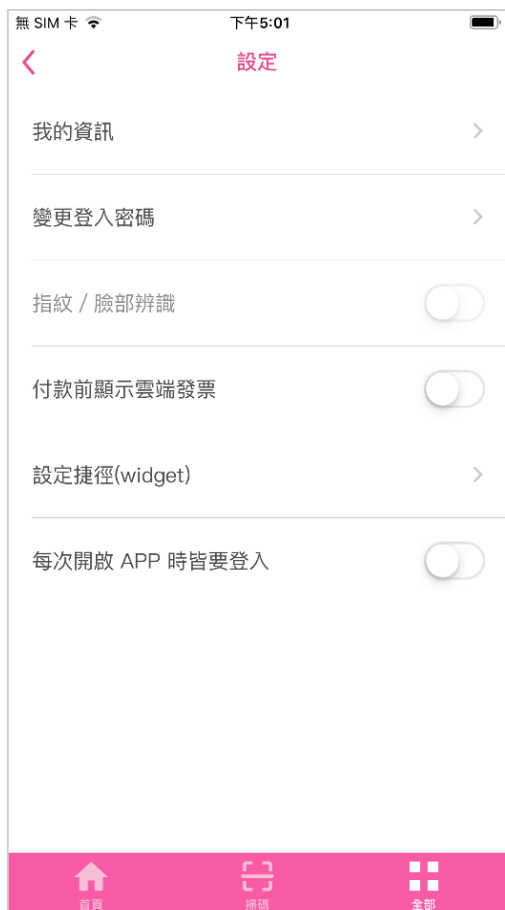 無 SIM 卡 下午5:01
設定
我的資訊
變更登入密碼
指紋 / 臉部辨識
付款前顯示雲端發票
設定捷徑(widget)
每次開啟 APP 時皆要登入
首頁 掃碼 全部